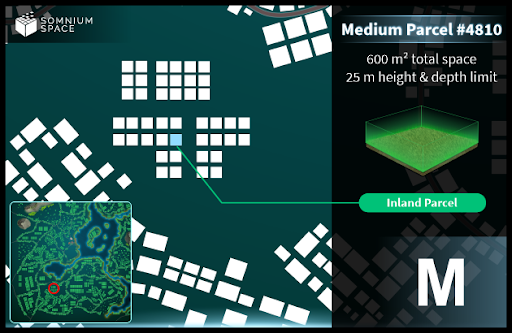 SOMNIUM
SPACE
Medium Parcel #4810
600 m² total space
25 m height & depth limit
Inland Parcel
M